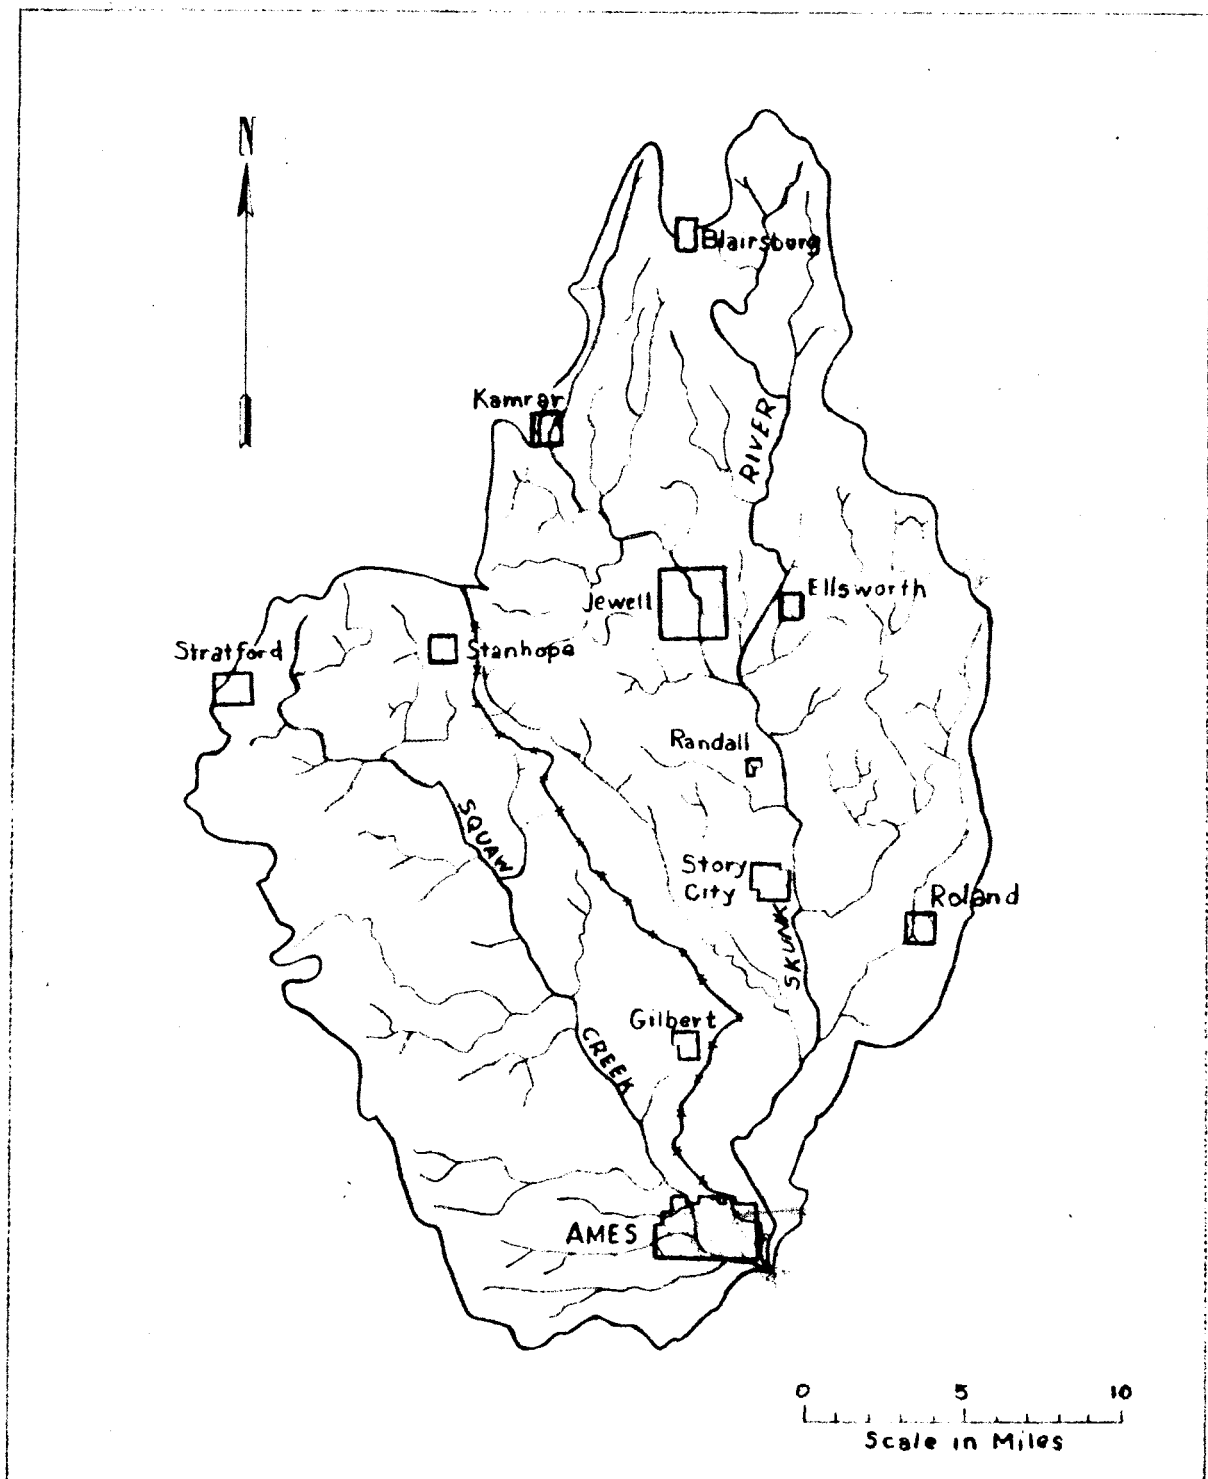 N
Blairsburg
Kamrar
RIVER
Jewell
Ellsworth
Stratford
Stanhope
Randall
SQUAW
Story
City
Roland
SKUNK
Gilbert
CREEK
AMES
0 5 10
Scale in Miles